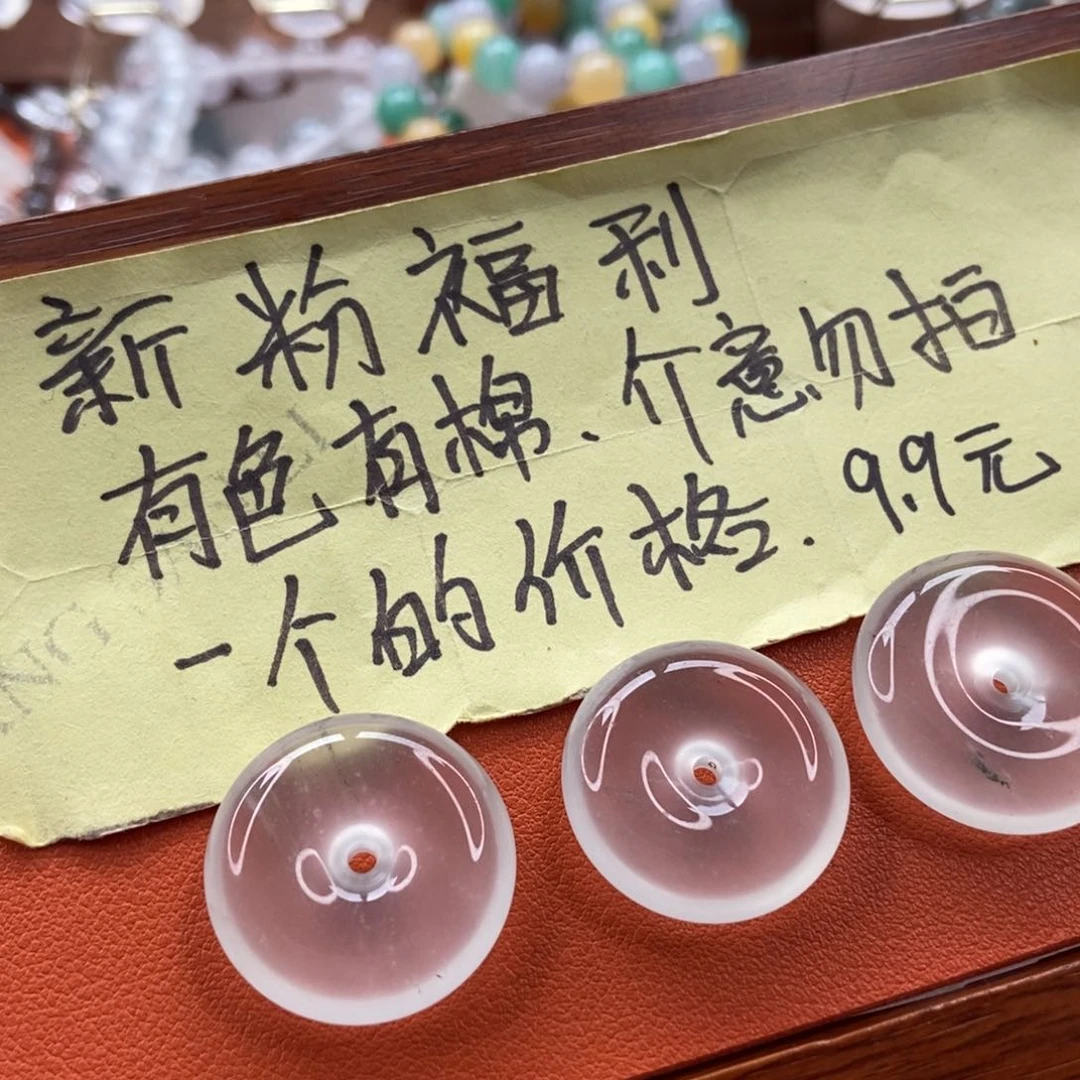 新粉福利
有色有棉、介意勿拍
一个的价格. 9.9元